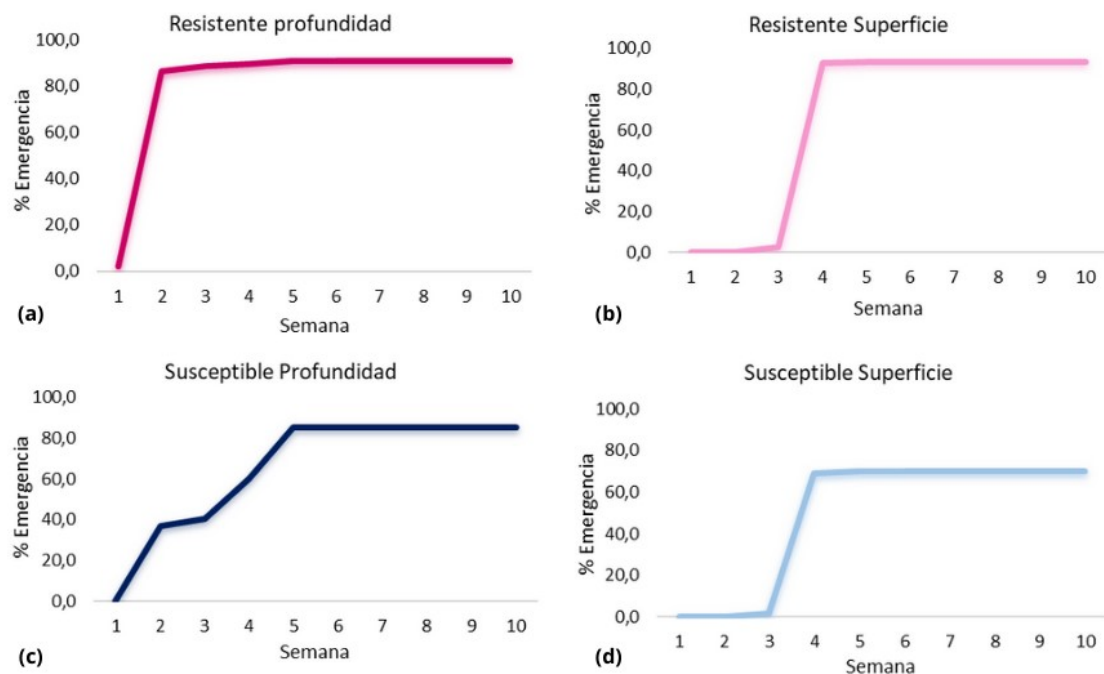 Resistente profundidad
100,0
80,0
60,0
40,0
20,0
0,0
% Emergencia
1 2 3 4 5 6 7 8 9 10
Semana
(a)
Resistente Superficie
100,0
80,0
60,0
40,0
20,0
0,0
% Emergencia
1 2 3 4 5 6 7 8 9 10
Semana
(b)
Susceptible Profundidad
100,0
80,0
60,0
40,0
20,0
0,0
% Emergencia
1 2 3 4 5 6 7 8 9 10
Semana
(c)
Susceptible Superficie
100,0
80,0
60,0
40,0
20,0
0,0
% Emergencia
1 2 3 4 5 6 7 8 9 10
Semana
(d)